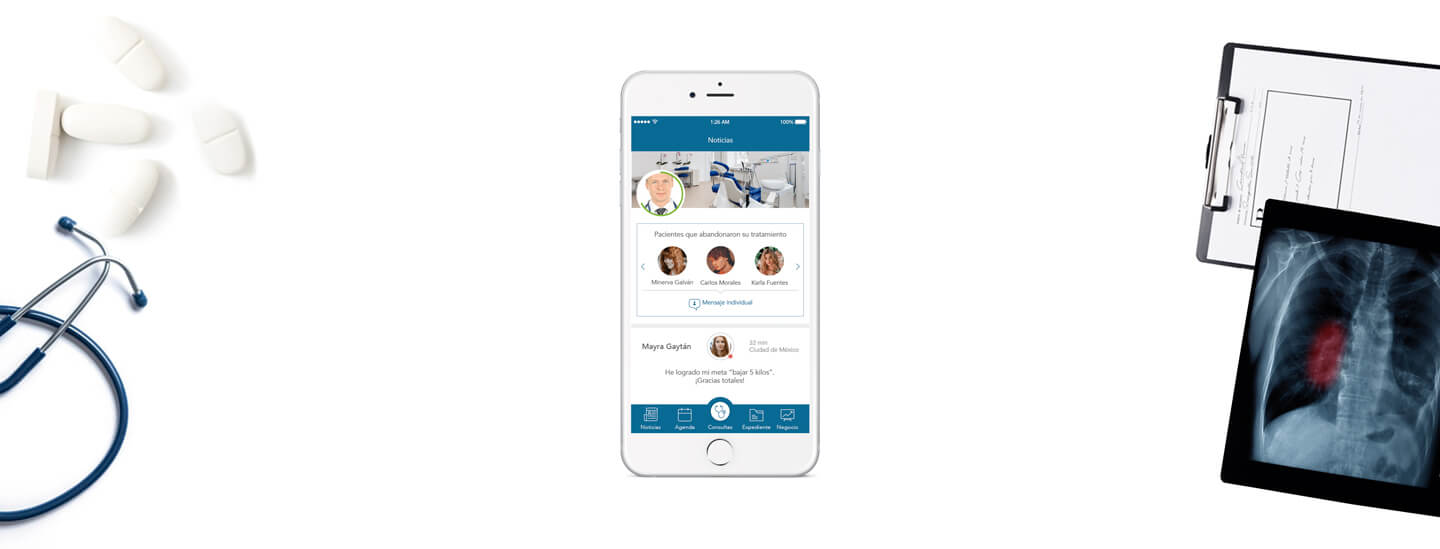 1:26 AM
100%
Noticias
Pacientes que abandonaron su tratamiento
Minerva Galván
Carlos Morales
Karla Fuentes
Mensaje individual
Mayra Gaytán
22 min
Ciudad de México
He logrado mi meta "bajar 5 kilos".
¡Gracias totales!
Noticias
Agenda
Consultas
Expediente
Negocio